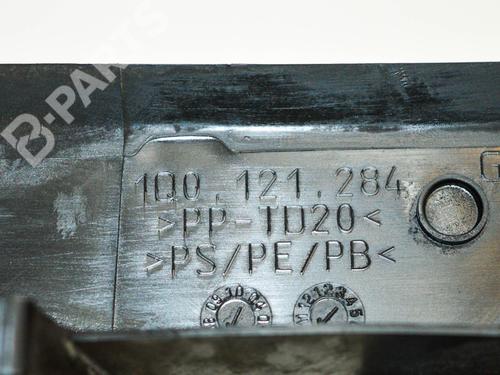 B-PARTS
1Q0.121.284
>PP-TD20<
>PS/PE/PB<